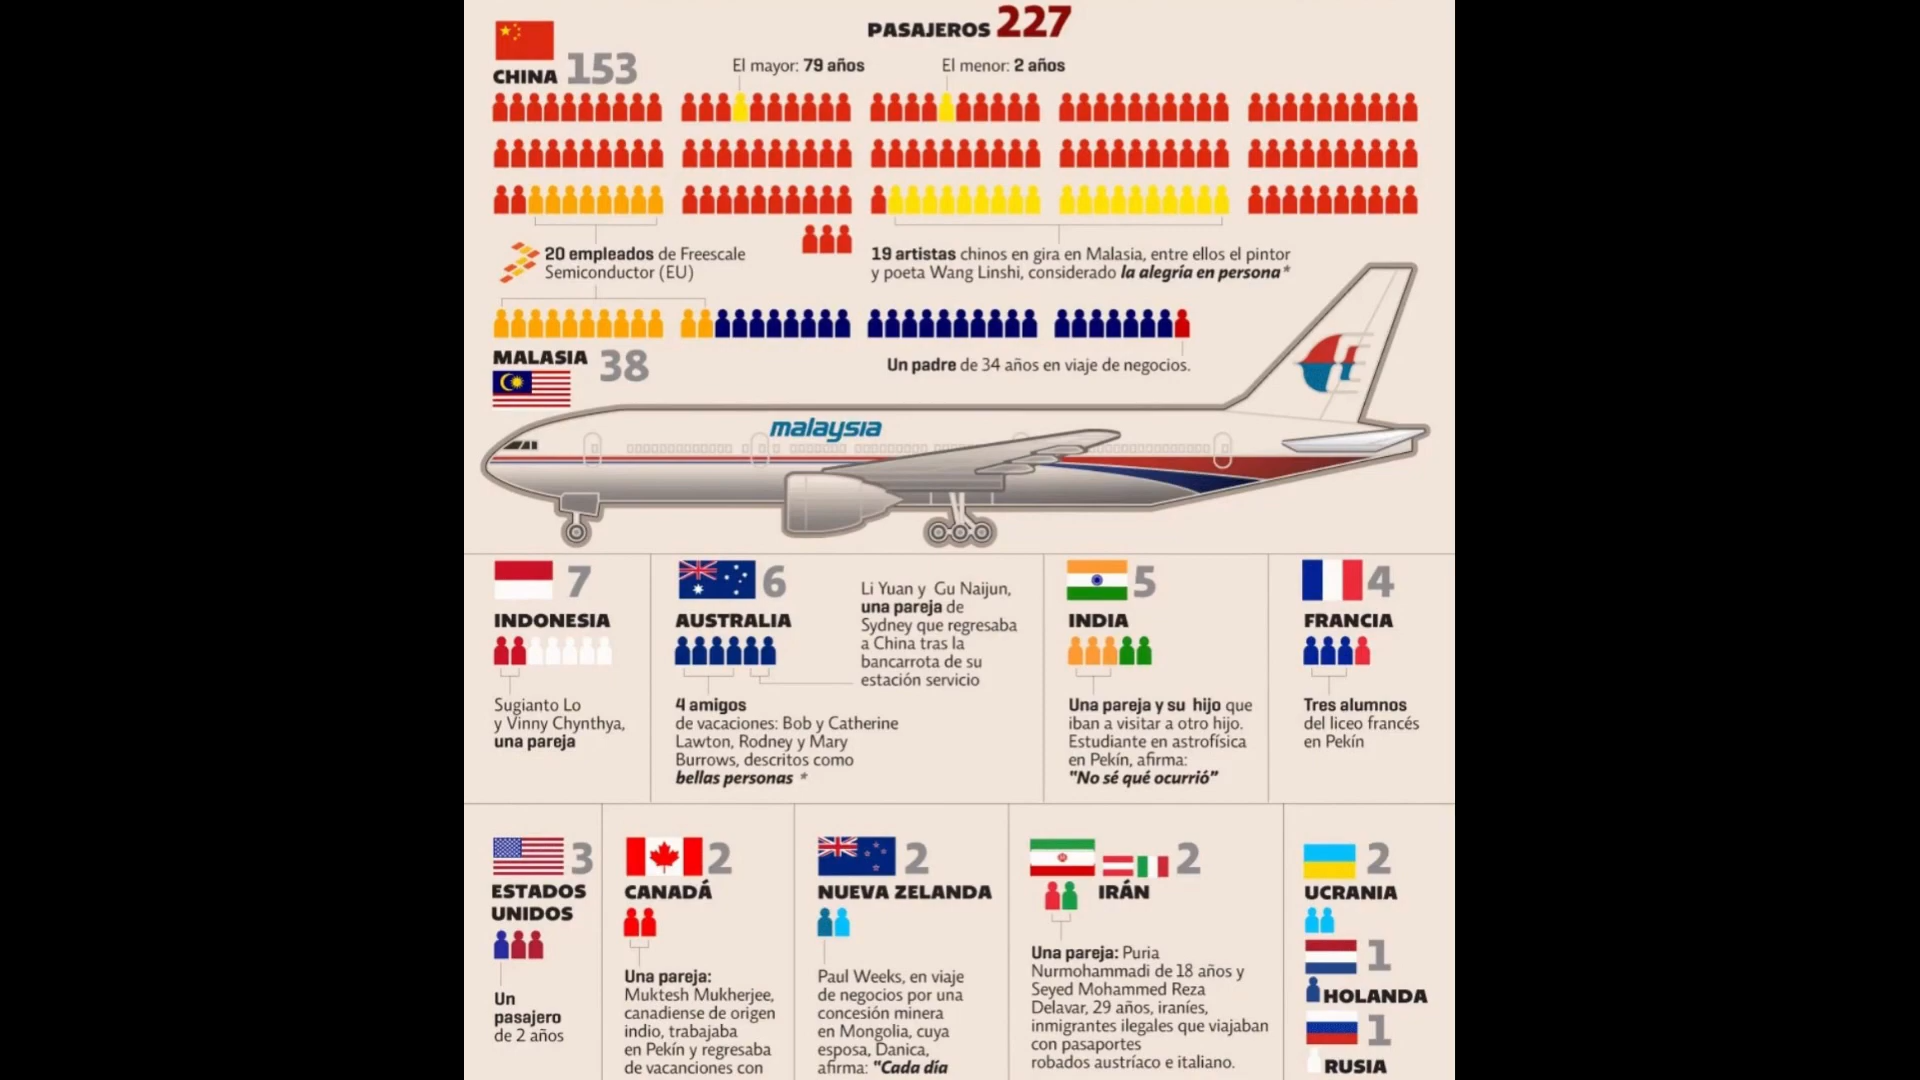 PASAJEROS 227
CHINA 153
El mayor: 79 años
El menor: 2 años
20 empleados de Freescale
Semiconductor (EU)
19 artistas chinos en gira en Malasia, entre ellos el pintor
y poeta Wang Linshi, considerado la alegría en persona*
MALASIA 38
Un padre de 34 años en viaje de negocios.
malaysia
7
INDONESIA
Sugianto Lo
y Vinny Chynthya,
una pareja
6
AUSTRALIA
Li Yuan y Gu Naijun,
una pareja de
Sydney que regresaba
a China tras la
bancarrota de su
estación servicio
4 amigos
de vacaciones: Bob y Catherine
Lawton, Rodney y Mary
Burrows, descritos como
bellas personas *
5
INDIA
Una pareja y su hijo que
iban a visitar a otro hijo.
Estudiante en astrofísica
en Pekín, afirma:
"No sé qué ocurrió"
4
FRANCIA
Tres alumnos
del liceo francés
en Pekín
3
ESTADOS
UNIDOS
Un
pasajero
de 2 años
2
CANADÁ
Una pareja:
Muktesh Mukherjee,
canadiense de origen
indio, trabajaba
en Pekín y regresaba
de vacanciones con
2
NUEVA ZELANDA
Paul Weeks, en viaje
de negocios por una
concesión minera
en Mongolia, cuya
esposa, Danica,
afirma: "Cada día
2
IRÁN
Una pareja: Puria
Nurmohammadi de 18 años y
Seyed Mohammed Reza
Delavar, 29 años, iraníes,
inmigrantes ilegales que viajaban
con pasaportes
robados austríaco e italiano.
2
UCRANIA
1
HOLANDA
1
RUSIA